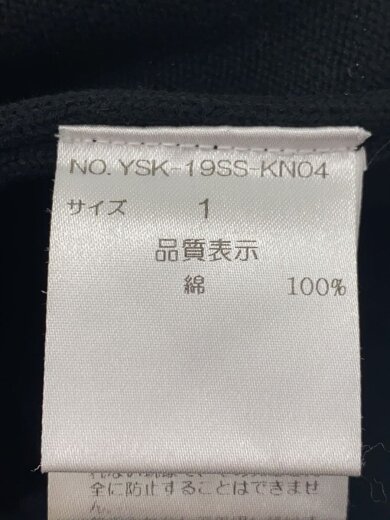 NO. YSK-19SS-KN04
サイズ 1
品質表示
綿 100%
全に防止することはできませ
ん。